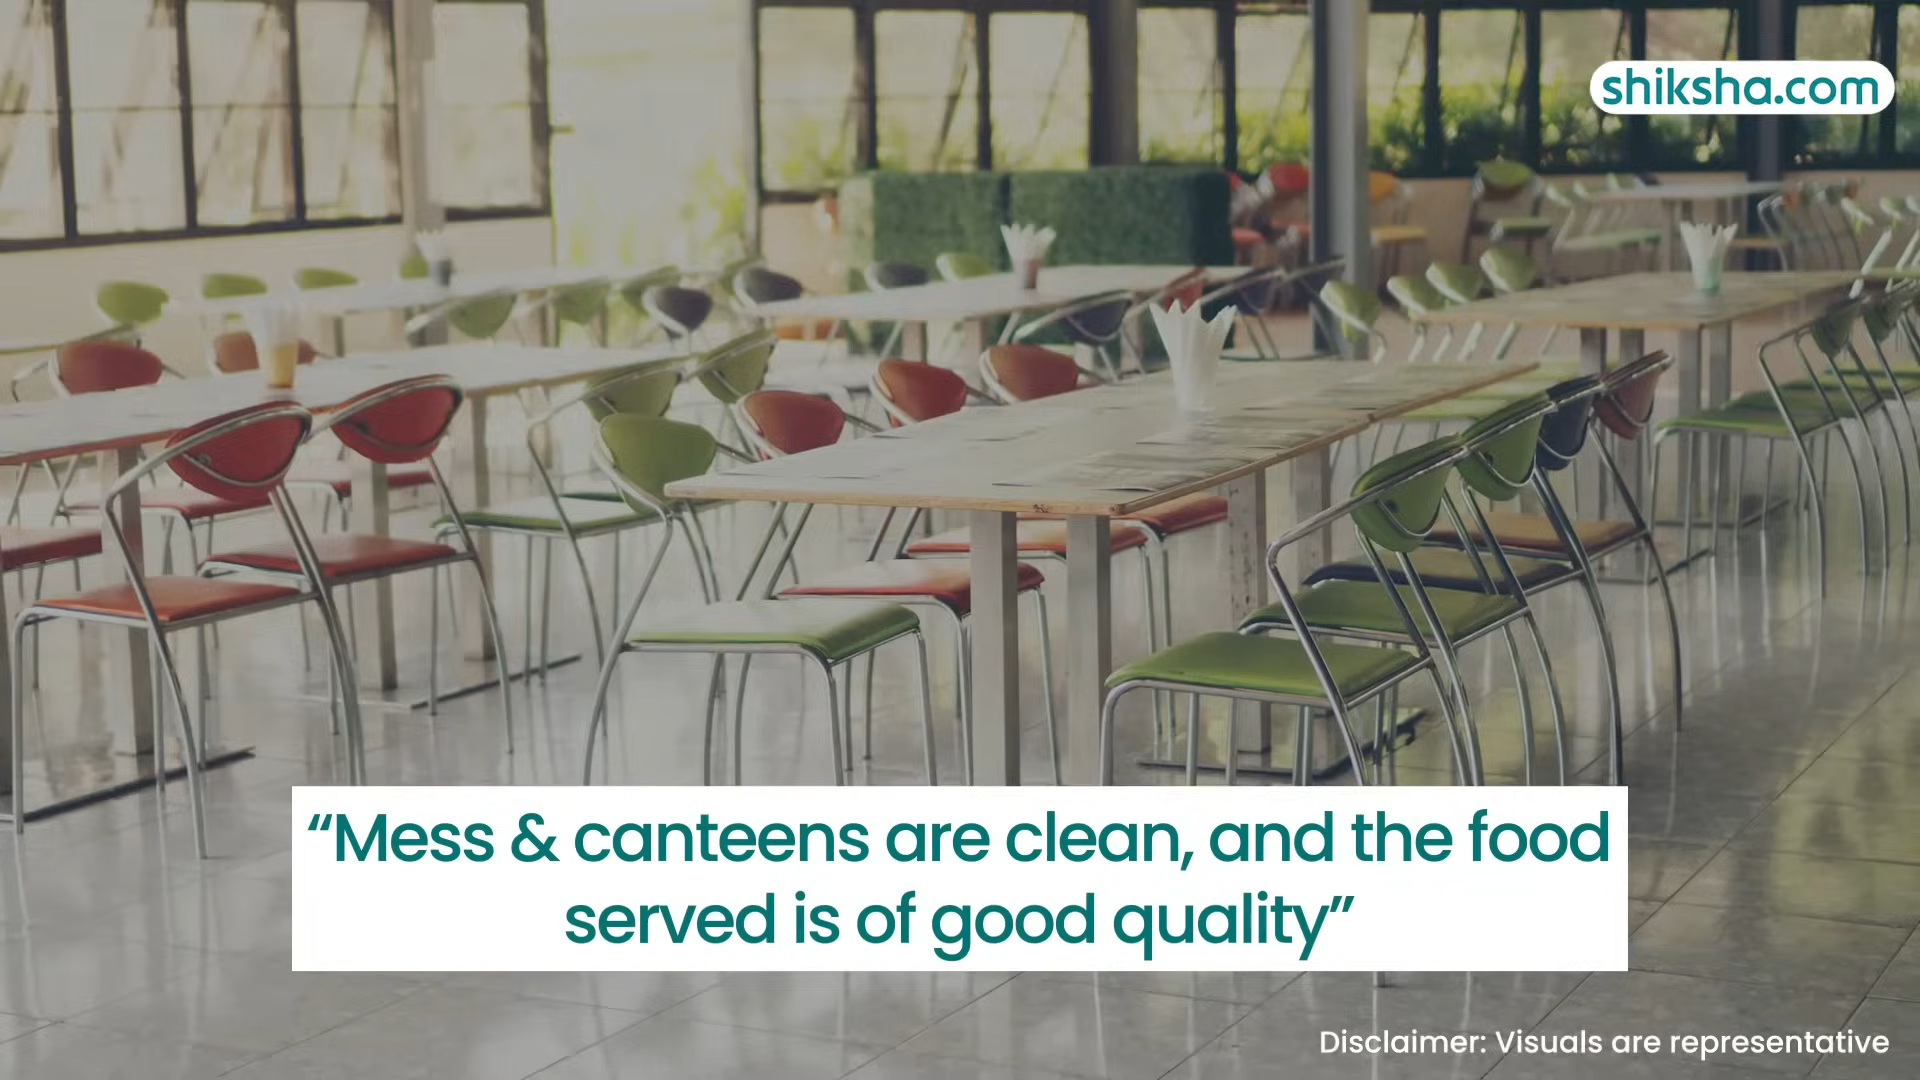 shiksha.com
“Mess & canteens are clean, and the food
served is of good quality”
Disclaimer: Visuals are representative